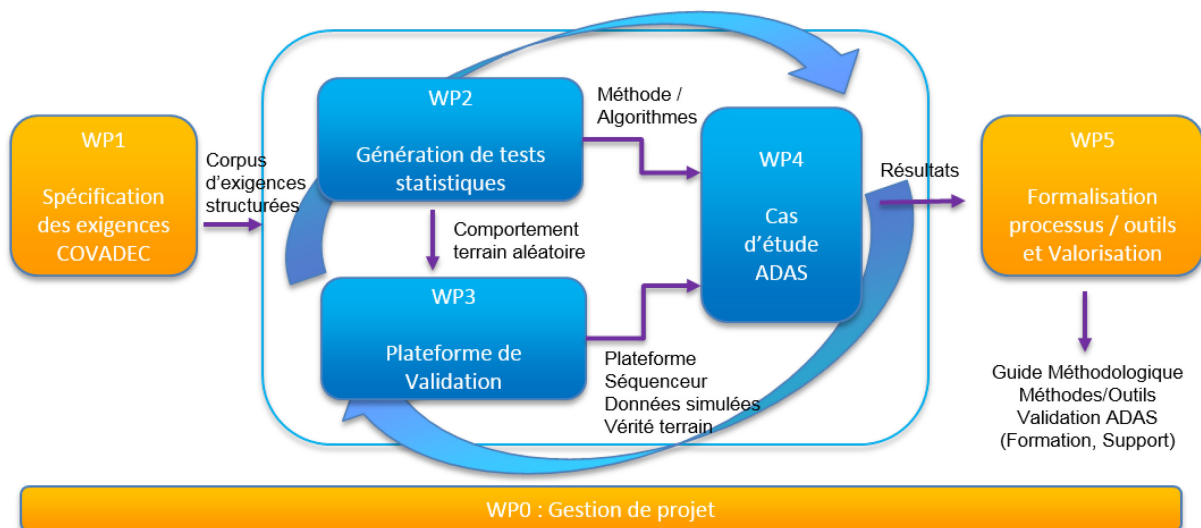 WP1
Spécification
des exigences
COVADEC
Corpus
d'exigences
structurées
WP2
Génération de tests
statistiques
Comportement
terrain aléatoire
WP3
Plateforme de
Validation
Méthode /
Algorithmes
Plateforme
Séquenceur
Données simulées
Vérité terrain
WP4
Cas
d'étude
ADAS
Résultats
WP5
Formalisation
processus / outils
et Valorisation
Guide Méthodologique
Méthodes/Outils
Validation ADAS
(Formation, Support)
WP0 : Gestion de projet